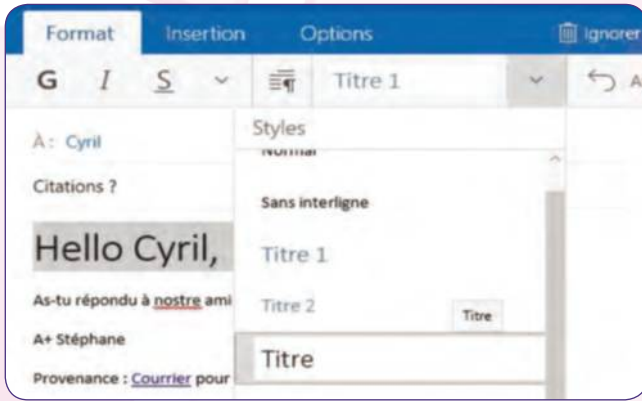 Format Insertion Options Ignorer
G I S Titre 1 A
À : Cyril
Styles
Normal
Citations ?
Sans interligne
Hello Cyril,
Titre 1
As-tu répondu à nostre ami
Titre 2
Titre
A+ Stéphane
Titre
Provenance : Courrier pour